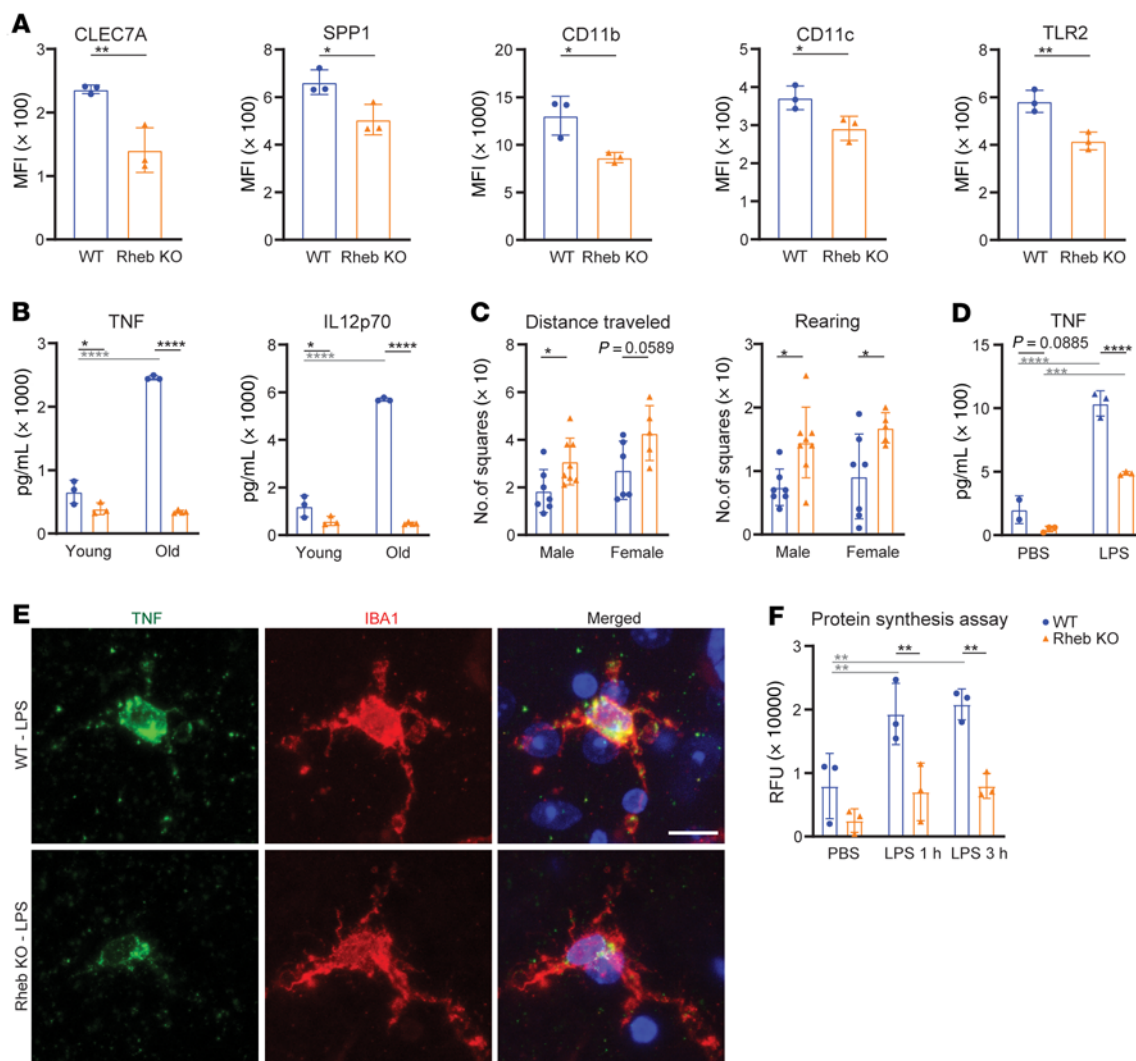 A
CLEC7A
**
MFI (× 100)
3
2
1
0
WT Rheb KO
SPP1
*
MFI (× 100)
8
6
4
2
0
WT Rheb KO
CD11b
*
MFI (× 1000)
20
15
10
5
0
WT Rheb KO
CD11c
*
MFI (× 100)
5
4
3
2
1
0
WT Rheb KO
TLR2
**
MFI (× 1000)
8
6
4
2
0
WT Rheb KO
B
TNF
*
****
****
pg/mL (× 1000)
3
2
1
0
Young Old
IL12p70
*
****
****
pg/mL (× 1000)
8
6
4
2
0
Young Old
C
Distance traveled
*
P = 0.0589
No.of squares (× 10)
8
6
4
2
0
Male Female
Rearing
*
*
No.of squares (× 10)
3
2
1
0
Male Female
D
TNF
P = 0.0885
****
****
***
pg/mL (× 100)
15
10
5
0
PBS LPS
E
TNF IBA1 Merged
WT - LPS
Rheb KO - LPS
F
Protein synthesis assay
WT
Rheb KO
**
**
**
**
RFU (× 10000)
3
2
1
0
PBS LPS 1 h LPS 3 h